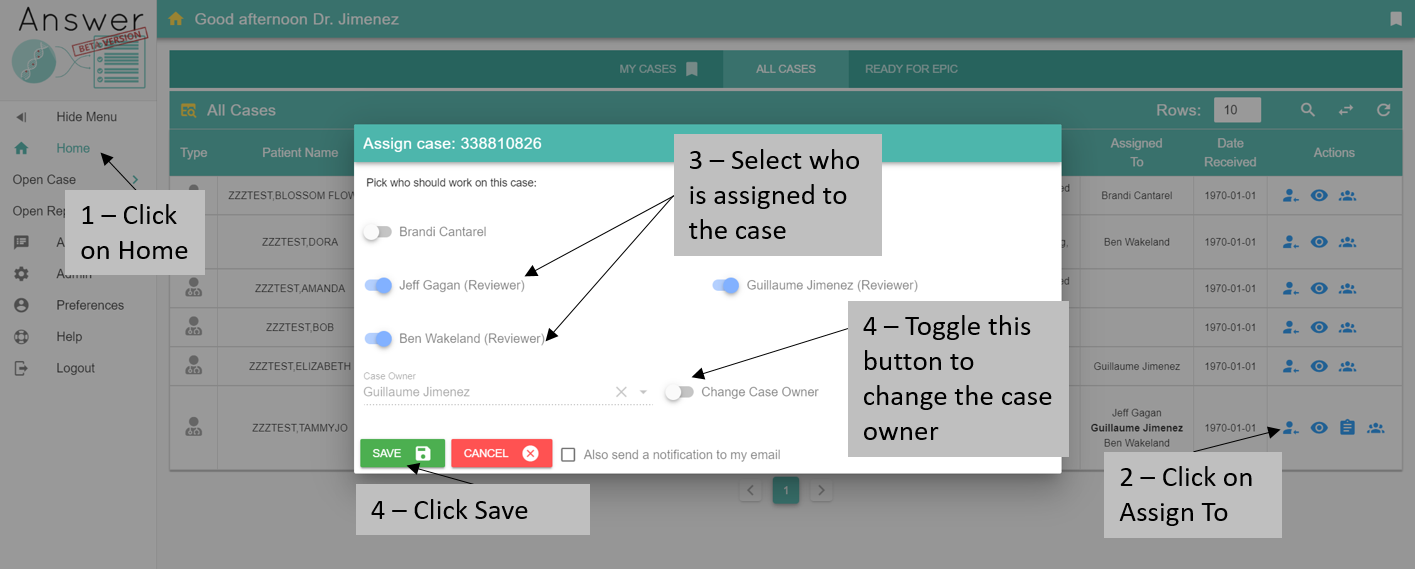 Answer
BETA VERSION
Good afternoon Dr. Jimenez
MY CASES
ALL CASES
READY FOR EPIC
All Cases
Rows: 10
Type
Patient Name
Assigned
To
Date
Received
Actions
Hide Menu
Home
Open Case
Open Rep
A
Admin
Preferences
Help
Logout
1 – Click
on Home
ZZZTEST,BLOSSOM FLOW
ed
Brandi Cantarel
1970-01-01
ZZZTEST,DORA
g,
Ben Wakeland
1970-01-01
ZZZTEST,AMANDA
ed
1970-01-01
ZZZTEST,BOB
1970-01-01
ZZZTEST,ELIZABETH
Guillaume Jimenez
1970-01-01
ZZZTEST,TAMMYJO
Jeff Gagan
Guillaume Jimenez
Ben Wakeland
1970-01-01
Assign case: 338810826
Pick who should work on this case:
Brandi Cantarel
Jeff Gagan (Reviewer)
Guillaume Jimenez (Reviewer)
Ben Wakeland (Reviewer)
Case Owner
Guillaume Jimenez
Change Case Owner
SAVE
CANCEL
Also send a notification to my email
3 – Select who
is assigned to
the case
4 – Toggle this
button to
change the case
owner
4 – Click Save
2 – Click on
Assign To
1